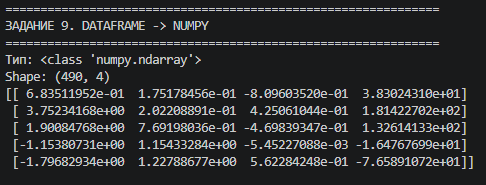 ================================================================
ЗАДАНИЕ 9. DATAFRAME -> NUMPY
================================================================
Тип: <class 'numpy.ndarray'>
Shape: (490, 4)
[[ 6.83511952e-01  1.75178456e-01 -8.09603520e-01  3.83024310e+01]
 [ 3.75234168e+00  2.02208891e-01  4.25061044e-01  1.81422702e+02]
 [ 1.90084768e+00  7.69198036e-01 -4.69839347e-01  1.32614133e+02]
 [-1.15380731e+00  1.15433284e+00 -5.45227088e-03 -1.64767699e+01]
 [-1.79682934e+00  1.22788677e+00  5.62284248e-01 -7.65891072e+01]]